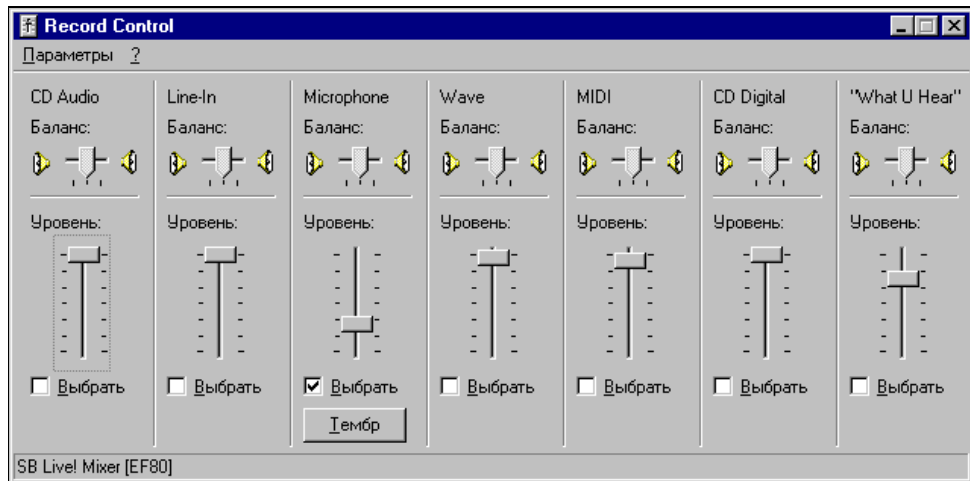 Record Control
Параметры ?
CD Audio Line-In Microphone Wave MIDI CD Digital "What U Hear"
Баланс: Баланс: Баланс: Баланс: Баланс: Баланс: Баланс:
Уровень: Уровень: Уровень: Уровень: Уровень: Уровень: Уровень:
Выбрать Выбрать Выбрать Выбрать Выбрать Выбрать Выбрать
Тембр
SB Live! Mixer [EF80]